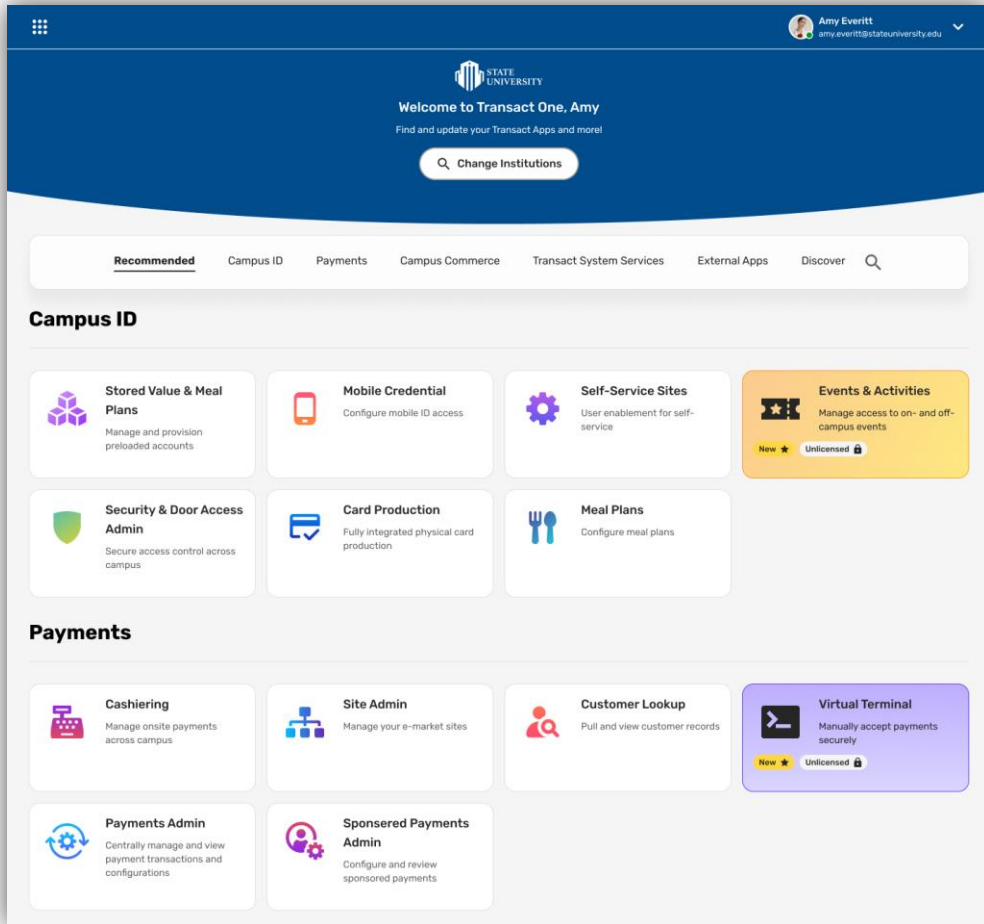 Amy Everitt
amy.everitt@stateuniversity.edu
STATE
UNIVERSITY
Welcome to Transact One, Amy
Find and update your Transact Apps and more!
Change Institutions
Recommended
Campus ID
Payments
Campus Commerce
Transact System Services
External Apps
Discover
Campus ID
Stored Value & Meal
Plans
Manage and provision
preloaded accounts
Mobile Credential
Configure mobile ID access
Self-Service Sites
User enablement for self-
service
Events & Activities
Manage access to on- and off-
campus events
New
Unlicensed
Security & Door Access
Admin
Secure access control across
campus
Card Production
Fully integrated physical card
production
Meal Plans
Configure meal plans
Payments
Cashiering
Manage onsite payments
across campus
Site Admin
Manage your e-market sites
Customer Lookup
Pull and view customer records
Virtual Terminal
Manually accept payments
securely
New
Unlicensed
Payments Admin
Centrally manage and view
payment transactions and
configurations
Sponsered Payments
Admin
Configure and review
sponsored payments